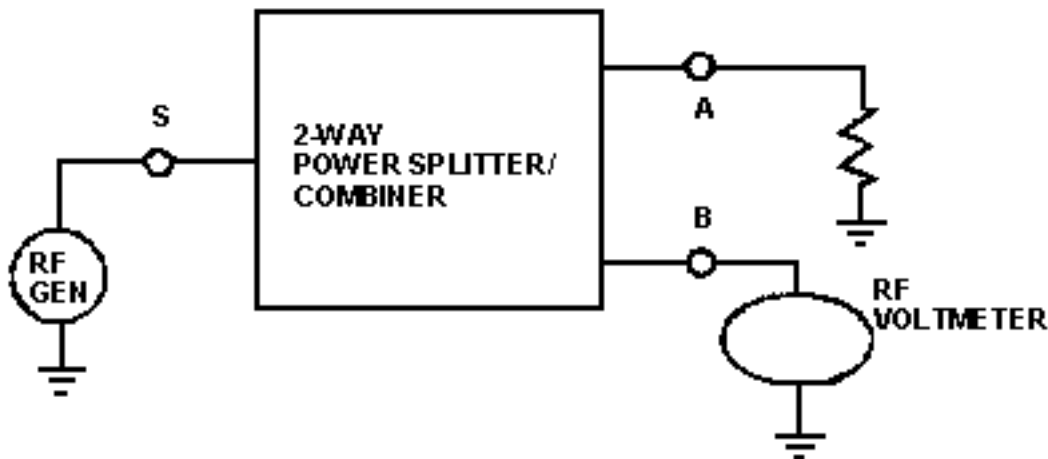 S
2-WAY
POWER SPLITTER/
COMBINER
A
B
RF
GEN
RF
VOLTMETER